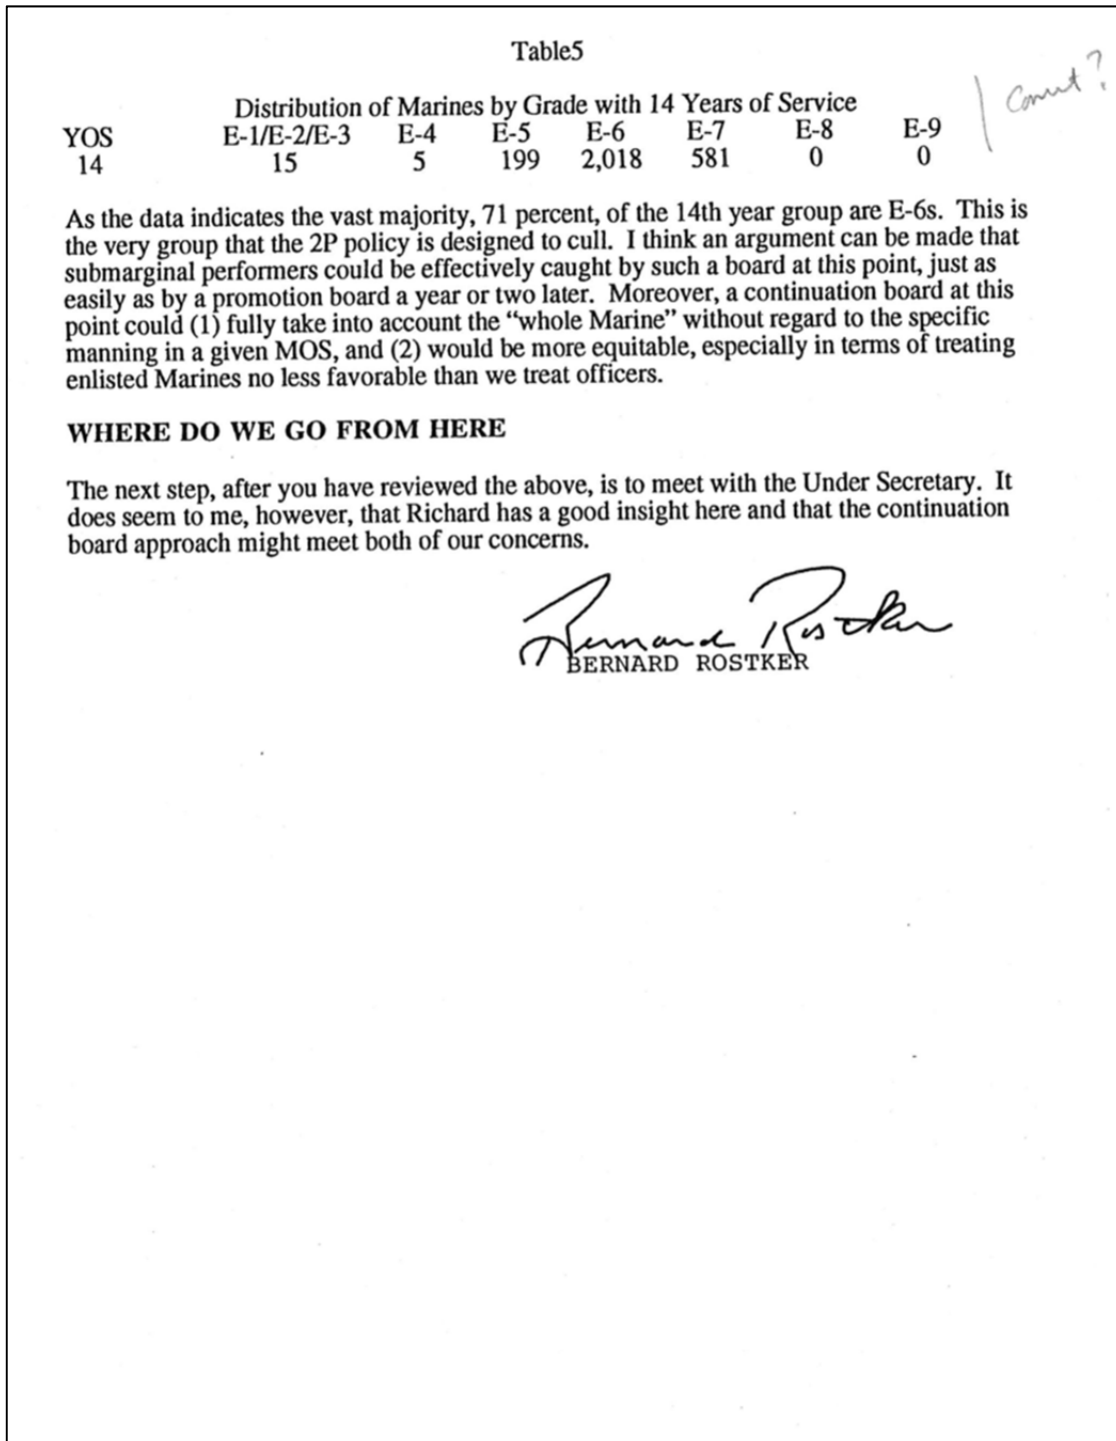 Table5
Distribution of Marines by Grade with 14 Years of Service
YOS E-1/E-2/E-3 E-4 E-5 E-6 E-7 E-8 E-9
14 15 5 199 2,018 581 0 0
As the data indicates the vast majority, 71 percent, of the 14th year group are E-6s. This is
the very group that the 2P policy is designed to cull. I think an argument can be made that
submarginal performers could be effectively caught by such a board at this point, just as
easily as by a promotion board a year or two later. Moreover, a continuation board at this
point could (1) fully take into account the “whole Marine” without regard to the specific
manning in a given MOS, and (2) would be more equitable, especially in terms of treating
enlisted Marines no less favorable than we treat officers.
WHERE DO WE GO FROM HERE
The next step, after you have reviewed the above, is to meet with the Under Secretary. It
does seem to me, however, that Richard has a good insight here and that the continuation
board approach might meet both of our concerns.
Bernard Rostker
BERNARD ROSTKER